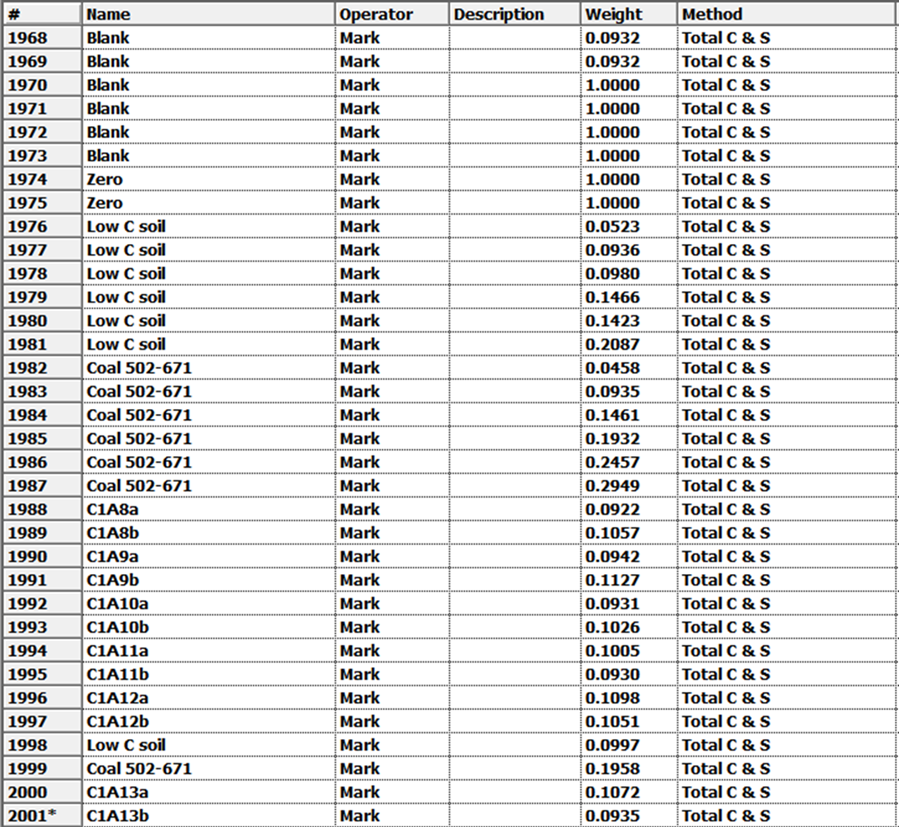 # Name Operator Description Weight Method
1968 Blank Mark 0.0932 Total C & S
1969 Blank Mark 0.0932 Total C & S
1970 Blank Mark 1.0000 Total C & S
1971 Blank Mark 1.0000 Total C & S
1972 Blank Mark 1.0000 Total C & S
1973 Blank Mark 1.0000 Total C & S
1974 Zero Mark 1.0000 Total C & S
1975 Zero Mark 1.0000 Total C & S
1976 Low C soil Mark 0.0523 Total C & S
1977 Low C soil Mark 0.0936 Total C & S
1978 Low C soil Mark 0.0980 Total C & S
1979 Low C soil Mark 0.1466 Total C & S
1980 Low C soil Mark 0.1423 Total C & S
1981 Low C soil Mark 0.2087 Total C & S
1982 Coal 502-671 Mark 0.0458 Total C & S
1983 Coal 502-671 Mark 0.0935 Total C & S
1984 Coal 502-671 Mark 0.1461 Total C & S
1985 Coal 502-671 Mark 0.1932 Total C & S
1986 Coal 502-671 Mark 0.2457 Total C & S
1987 Coal 502-671 Mark 0.2949 Total C & S
1988 C1A8a Mark 0.0922 Total C & S
1989 C1A8b Mark 0.1057 Total C & S
1990 C1A9a Mark 0.0942 Total C & S
1991 C1A9b Mark 0.1127 Total C & S
1992 C1A10a Mark 0.0931 Total C & S
1993 C1A10b Mark 0.1026 Total C & S
1994 C1A11a Mark 0.1005 Total C & S
1995 C1A11b Mark 0.0930 Total C & S
1996 C1A12a Mark 0.1098 Total C & S
1997 C1A12b Mark 0.1051 Total C & S
1998 Low C soil Mark 0.0997 Total C & S
1999 Coal 502-671 Mark 0.1958 Total C & S
2000 C1A13a Mark 0.1072 Total C & S
2001* C1A13b Mark 0.0935 Total C & S